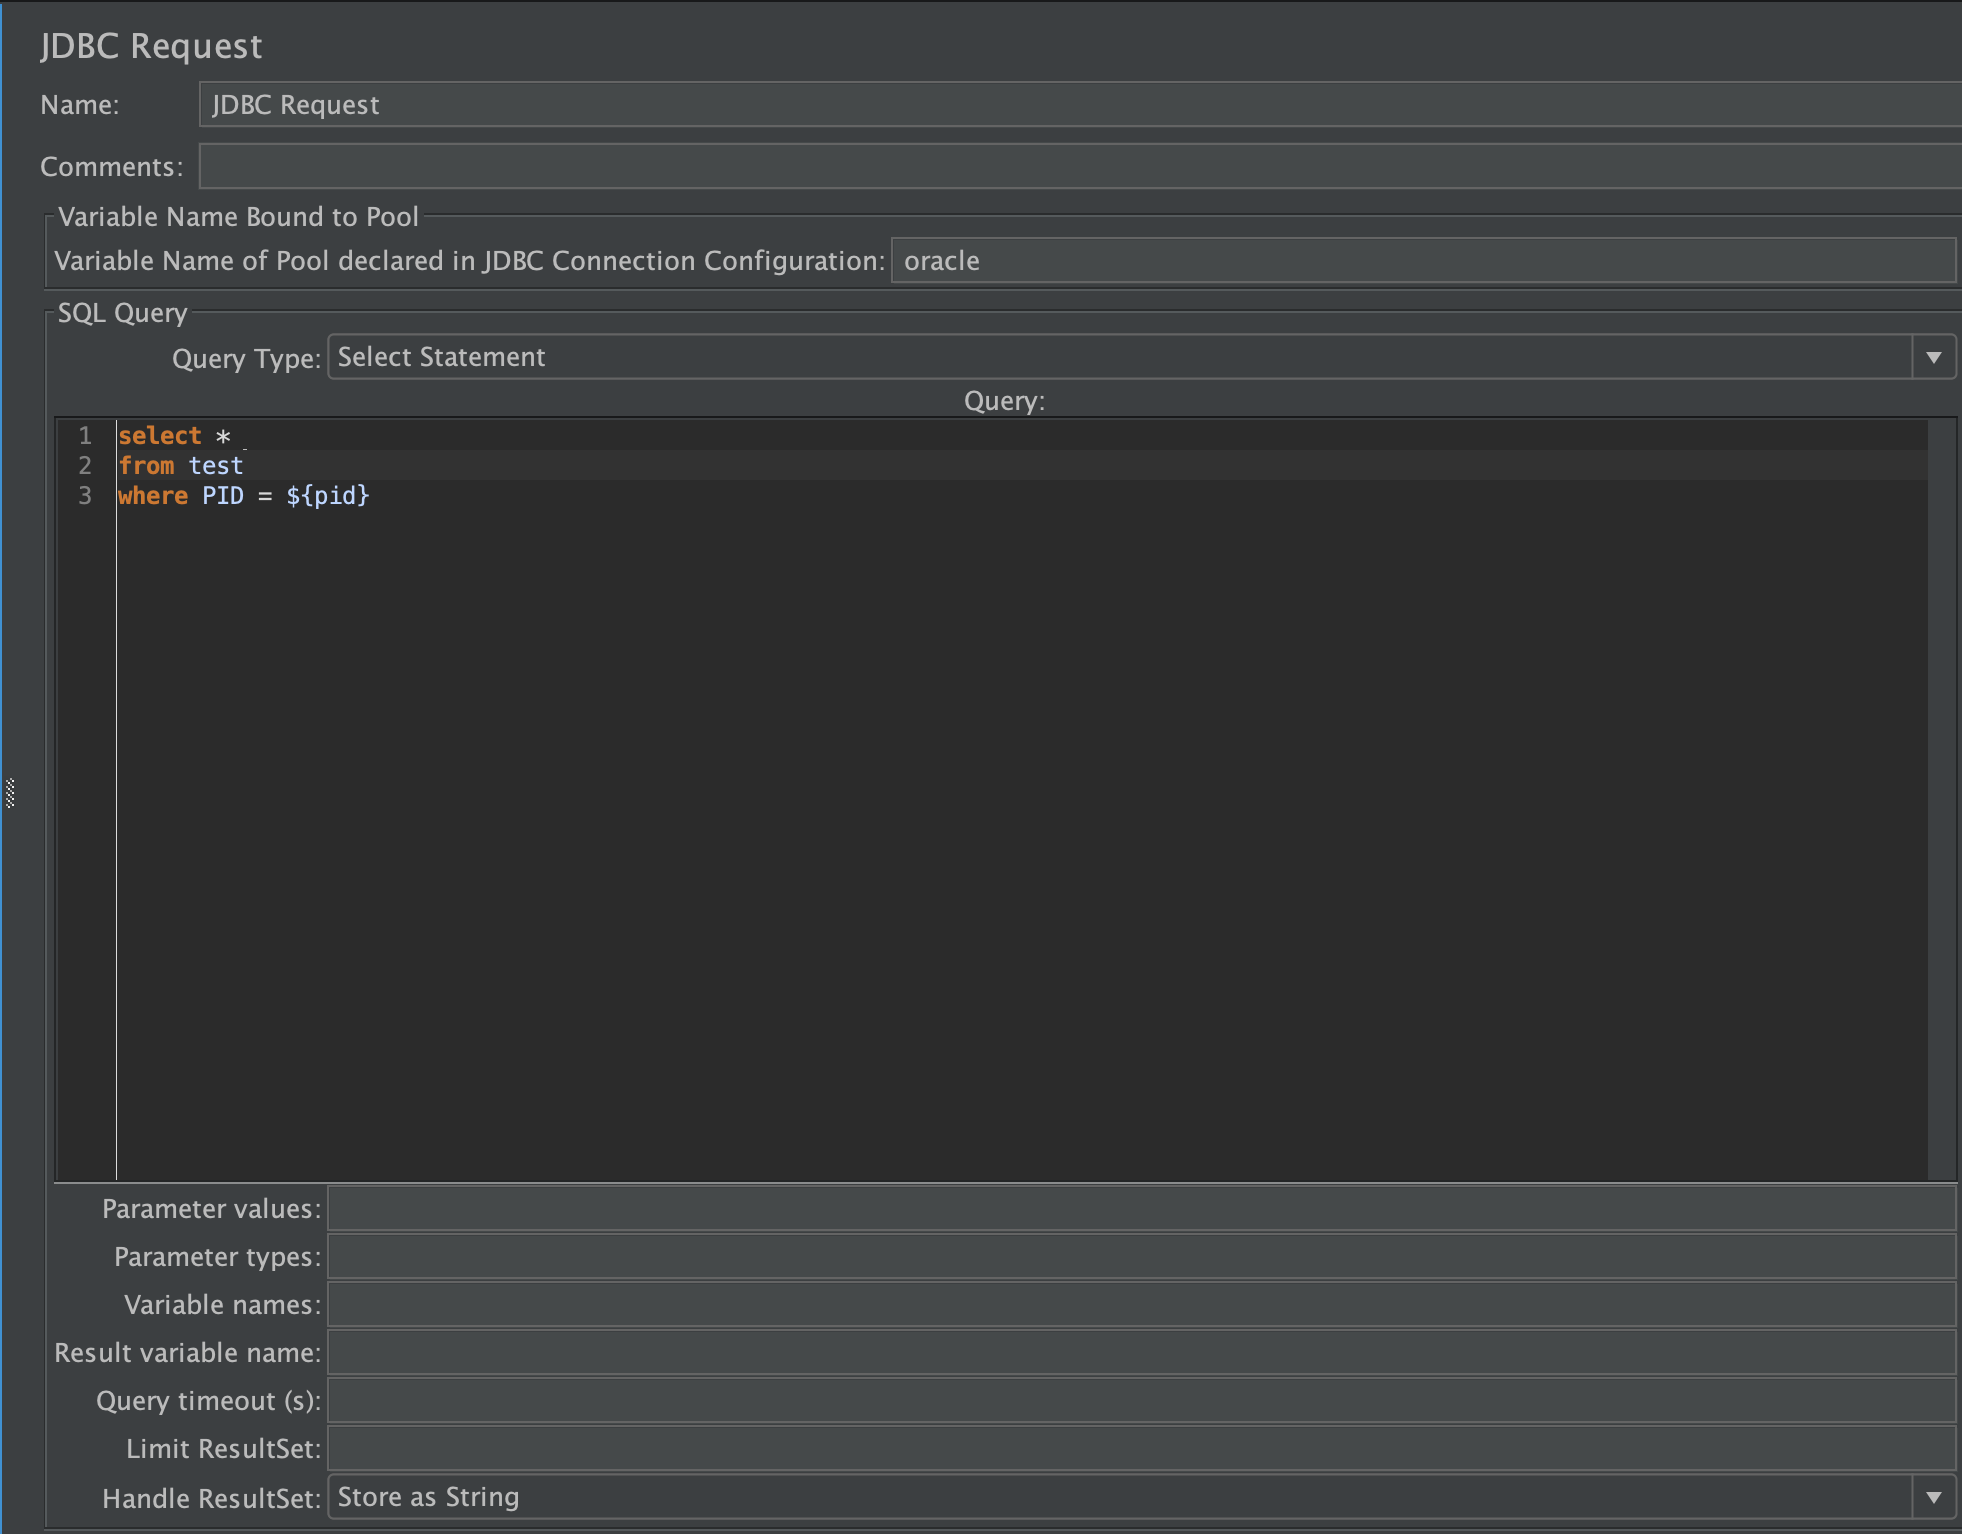 JDBC Request
Name: JDBC Request
Comments:
Variable Name Bound to Pool
Variable Name of Pool declared in JDBC Connection Configuration: oracle
SQL Query
Query Type: Select Statement
Query:
1 select *
2 from test
3 where PID = ${pid}
Parameter values:
Parameter types:
Variable names:
Result variable name:
Query timeout (s):
Limit ResultSet:
Handle ResultSet: Store as String